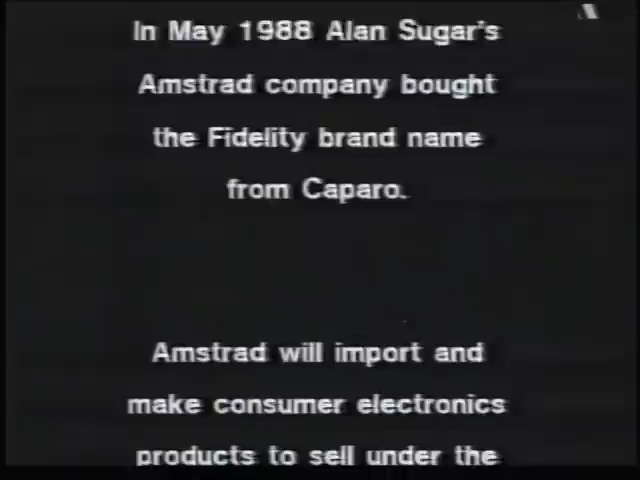 In May 1988 Alan Sugar's
Amstrad company bought
the Fidelity brand name
from Caparo.
Amstrad will import and
make consumer electronics
products to sell under the